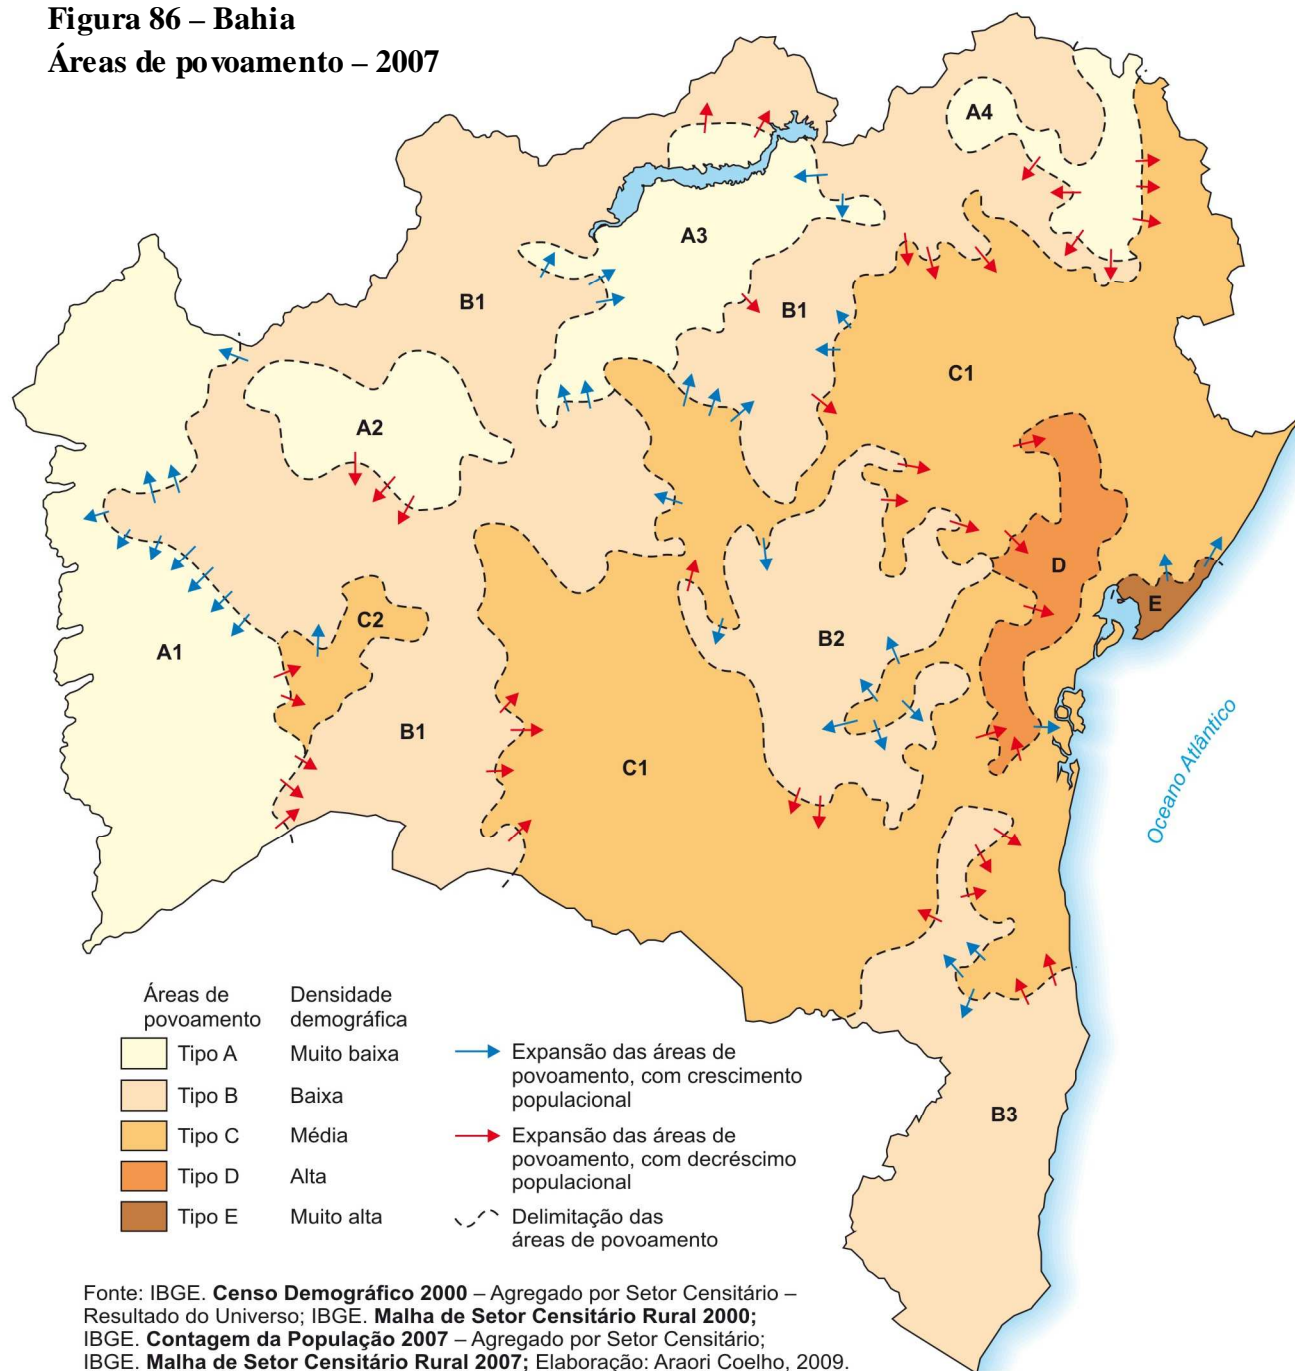 Figura 86 – Bahia
Áreas de povoamento – 2007
A4
A3
B1
B1
C1
A2
D
E
C2
B2
A1
B1
C1
Oceano Atlântico
B3
Áreas de povoamento
Densidade demográfica
Tipo A Muito baixa
Tipo B Baixa
Tipo C Média
Tipo D Alta
Tipo E Muito alta
Expansão das áreas de
povoamento, com crescimento
populacional
Expansão das áreas de
povoamento, com decréscimo
populacional
Delimitação das
áreas de povoamento
Fonte: IBGE. Censo Demográfico 2000 – Agregado por Setor Censitário –
Resultado do Universo; IBGE. Malha de Setor Censitário Rural 2000;
IBGE. Contagem da População 2007 – Agregado por Setor Censitário;
IBGE. Malha de Setor Censitário Rural 2007; Elaboração: Araori Coelho, 2009.